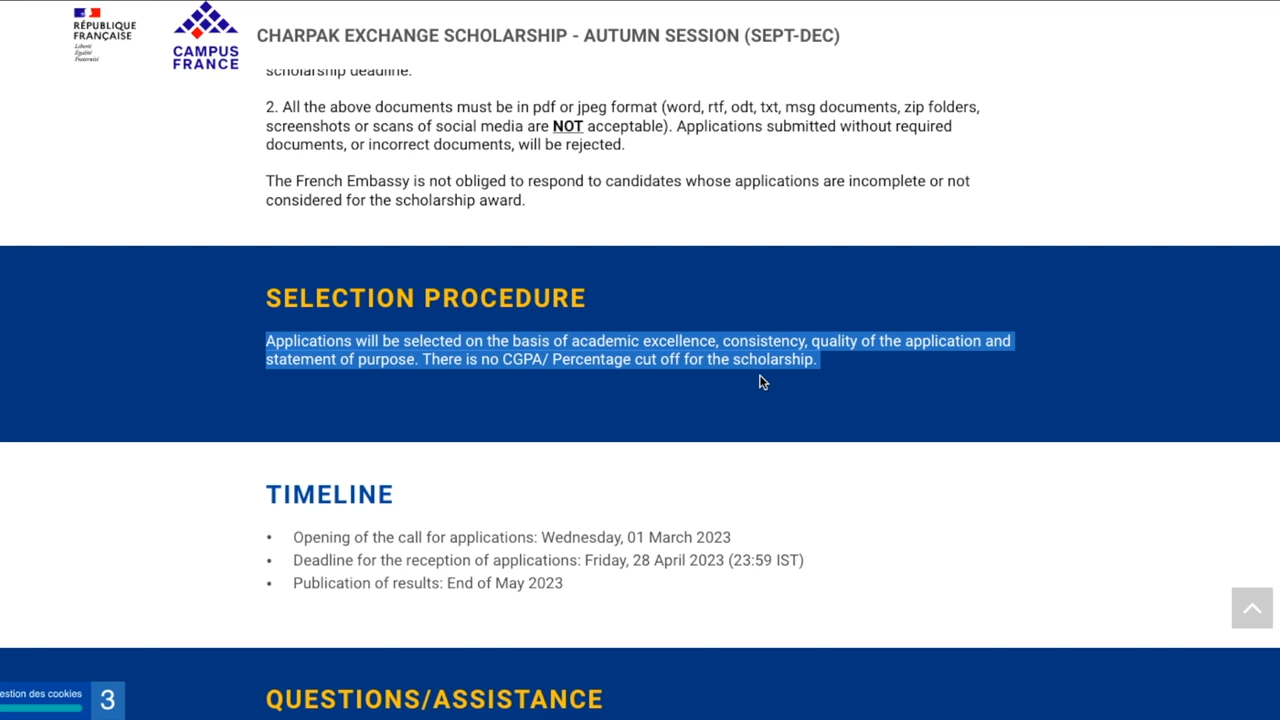 RÉPUBLIQUE
FRANÇAISE
Liberté
Égalité
Fraternité
CAMPUS
FRANCE
CHARPAK EXCHANGE SCHOLARSHIP - AUTUMN SESSION (SEPT-DEC)
scholarship deadline.
2. All the above documents must be in pdf or jpeg format (word, rtf, odt, txt, msg documents, zip folders,
screenshots or scans of social media are NOT acceptable). Applications submitted without required
documents, or incorrect documents, will be rejected.
The French Embassy is not obliged to respond to candidates whose applications are incomplete or not
considered for the scholarship award.
SELECTION PROCEDURE
Applications will be selected on the basis of academic excellence, consistency, quality of the application and
statement of purpose. There is no CGPA/ Percentage cut off for the scholarship.
TIMELINE
• Opening of the call for applications: Wednesday, 01 March 2023
• Deadline for the reception of applications: Friday, 28 April 2023 (23:59 IST)
• Publication of results: End of May 2023
estion des cookies
3
QUESTIONS/ASSISTANCE